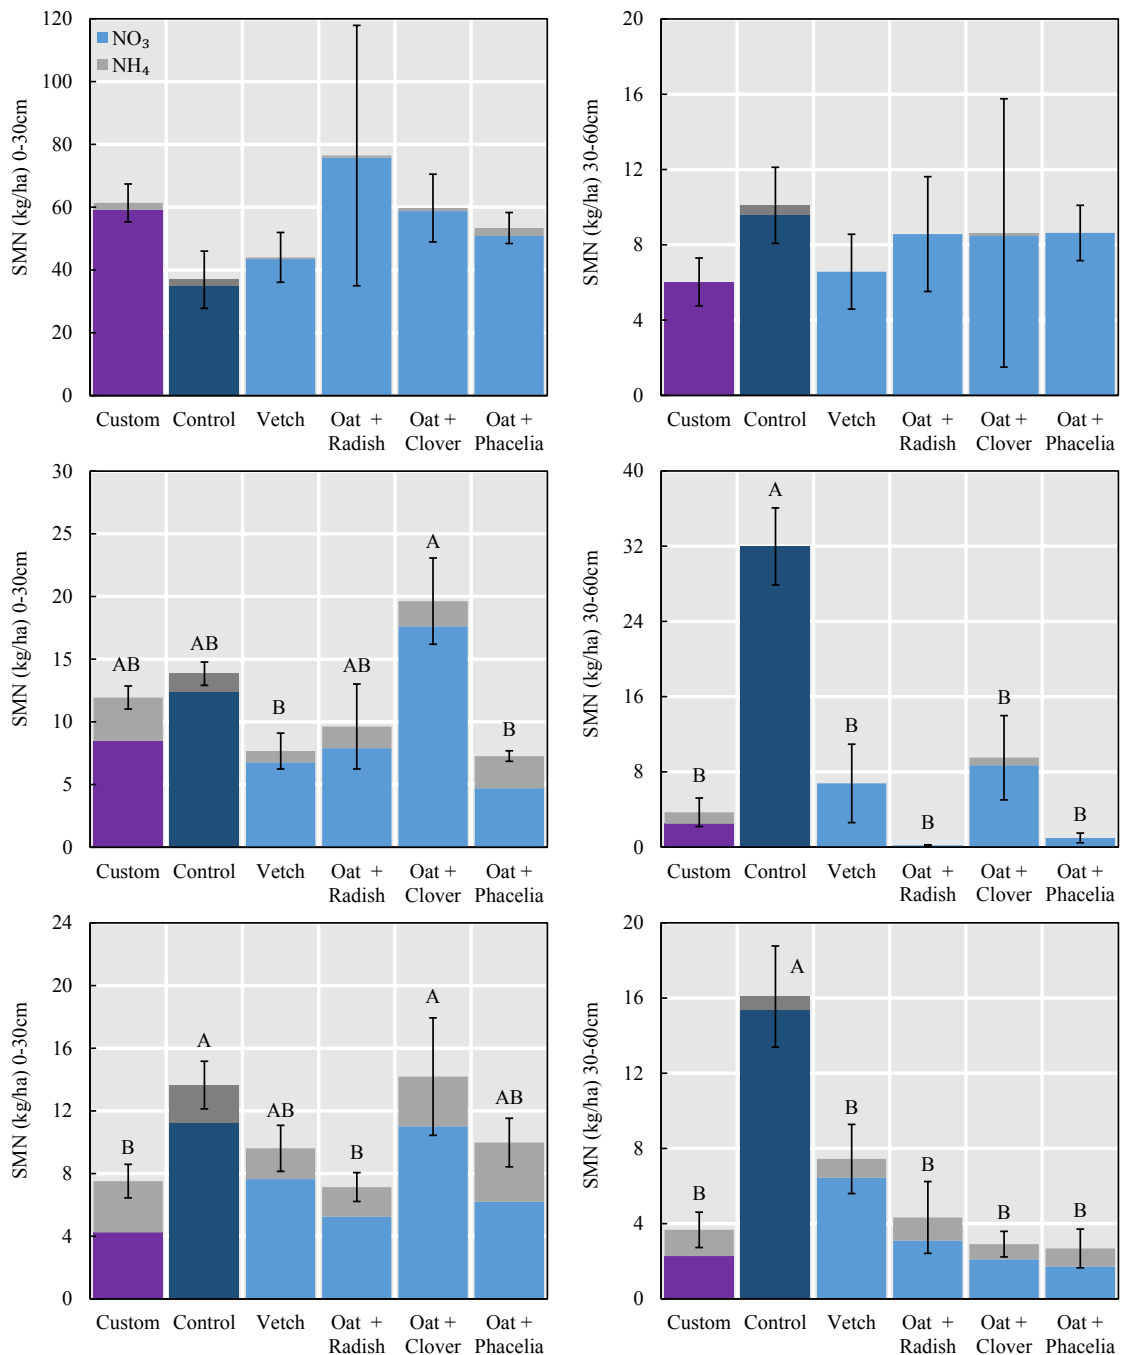 SMN (kg/ha) 0-30cm
120
100
80
60
40
20
0
NO₃
NH₄
Custom Control Vetch Oat + Oat + Oat +
Radish Clover Phacelia
SMN (kg/ha) 30-60cm
20
16
12
8
4
0
Custom Control Vetch Oat + Oat + Oat +
Radish Clover Phacelia
SMN (kg/ha) 0-30cm
30
25
20
15
10
5
0
AB AB B AB A B
Custom Control Vetch Oat + Oat + Oat +
Radish Clover Phacelia
SMN (kg/ha) 30-60cm
40
32
24
16
8
0
B A B B B B
Custom Control Vetch Oat + Oat + Oat +
Radish Clover Phacelia
SMN (kg/ha) 0-30cm
24
20
16
12
8
4
0
B A AB B A AB
Custom Control Vetch Oat + Oat + Oat +
Radish Clover Phacelia
SMN (kg/ha) 30-60cm
20
16
12
8
4
0
B A B B B B
Custom Control Vetch Oat + Oat + Oat +
Radish Clover Phacelia